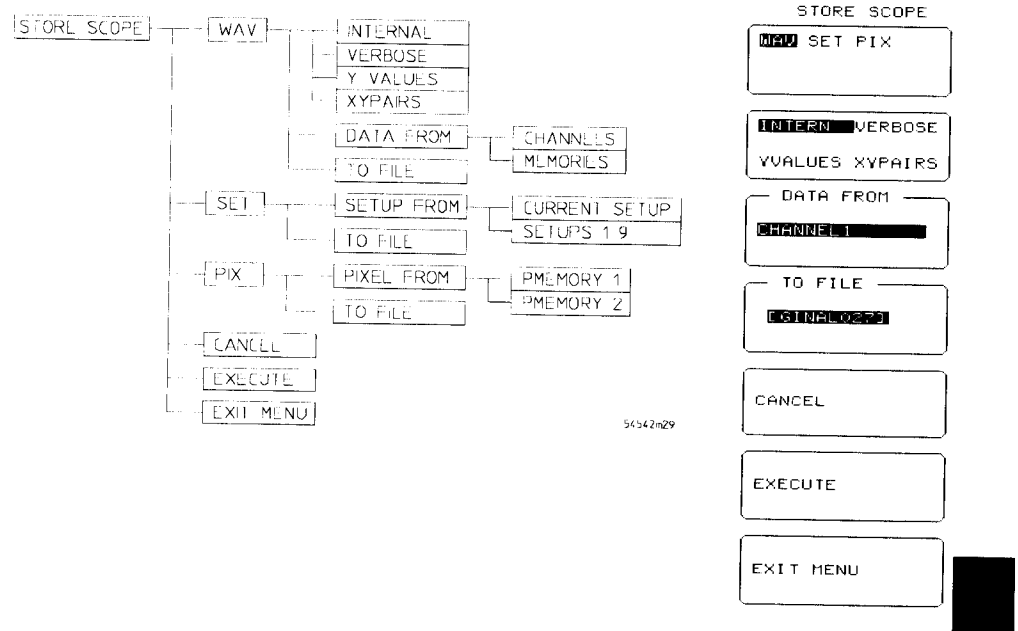 STORE SCOPE
WAV
INTERNAL
VERBOSE
Y VALUES
XYPAIRS
DATA FROM
CHANNELS
MEMORIES
TO FILE
SET
SETUP FROM
CURRENT SETUP
SETUPS 1 9
TO FILE
PIX
PIXEL FROM
PMEMORY 1
PMEMORY 2
TO FILE
CANCEL
EXECUTE
EXIT MENU
54542m29
STORE SCOPE
WAV SET PIX
INTERN VERBOSE
YVALUES XYPAIRS
DATA FROM
CHANNEL1
TO FILE
CANCEL
EXECUTE
EXIT MENU